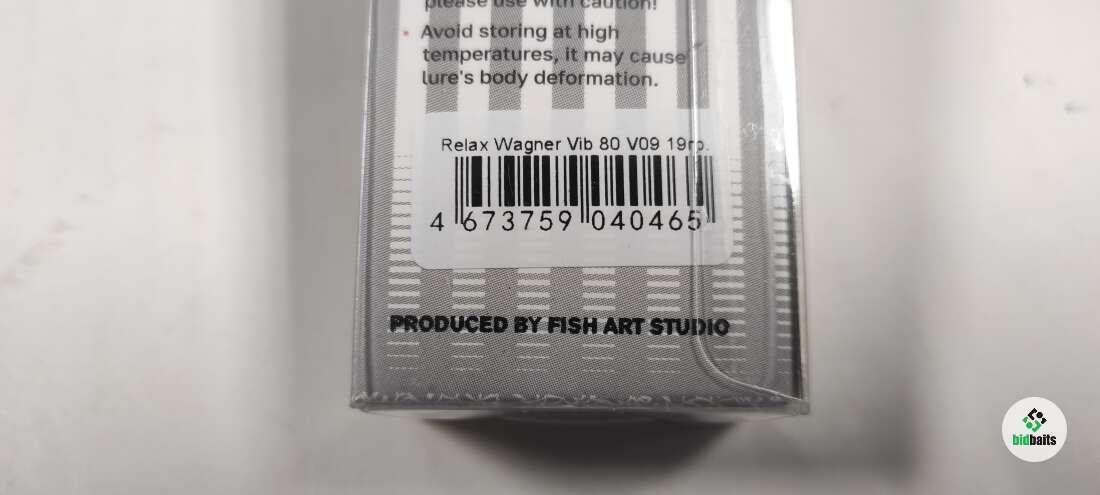 please use with caution!
Avoid storing at high
temperatures, it may cause
lure's body deformation.
Relax Wagner Vib 80 V09 19гр.
4 673759 040465
PRODUCED BY FISH ART STUDIO
bidbaits